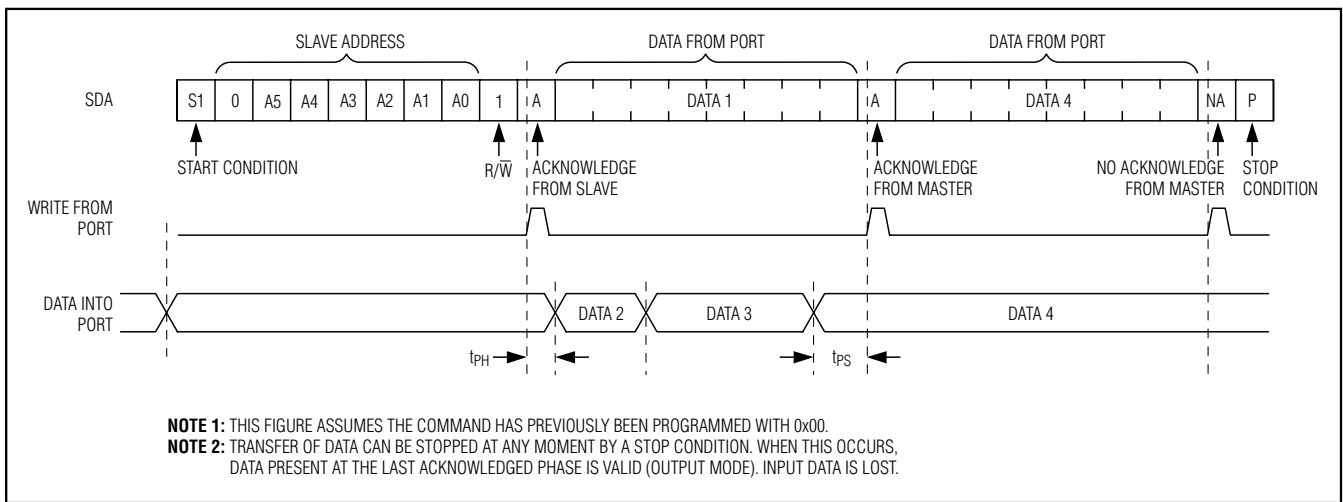 SLAVE ADDRESS DATA FROM PORT DATA FROM PORT
SDA S1 0 A5 A4 A3 A2 A1 A0 1 A DATA 1 A DATA 4 NA P
START CONDITION R/W̅ ACKNOWLEDGE FROM SLAVE ACKNOWLEDGE FROM MASTER NO ACKNOWLEDGE FROM MASTER STOP CONDITION
WRITE FROM PORT
DATA INTO PORT DATA 2 DATA 3 DATA 4
tPH tPS
NOTE 1: THIS FIGURE ASSUMES THE COMMAND HAS PREVIOUSLY BEEN PROGRAMMED WITH 0x00.
NOTE 2: TRANSFER OF DATA CAN BE STOPPED AT ANY MOMENT BY A STOP CONDITION. WHEN THIS OCCURS,
DATA PRESENT AT THE LAST ACKNOWLEDGED PHASE IS VALID (OUTPUT MODE). INPUT DATA IS LOST.